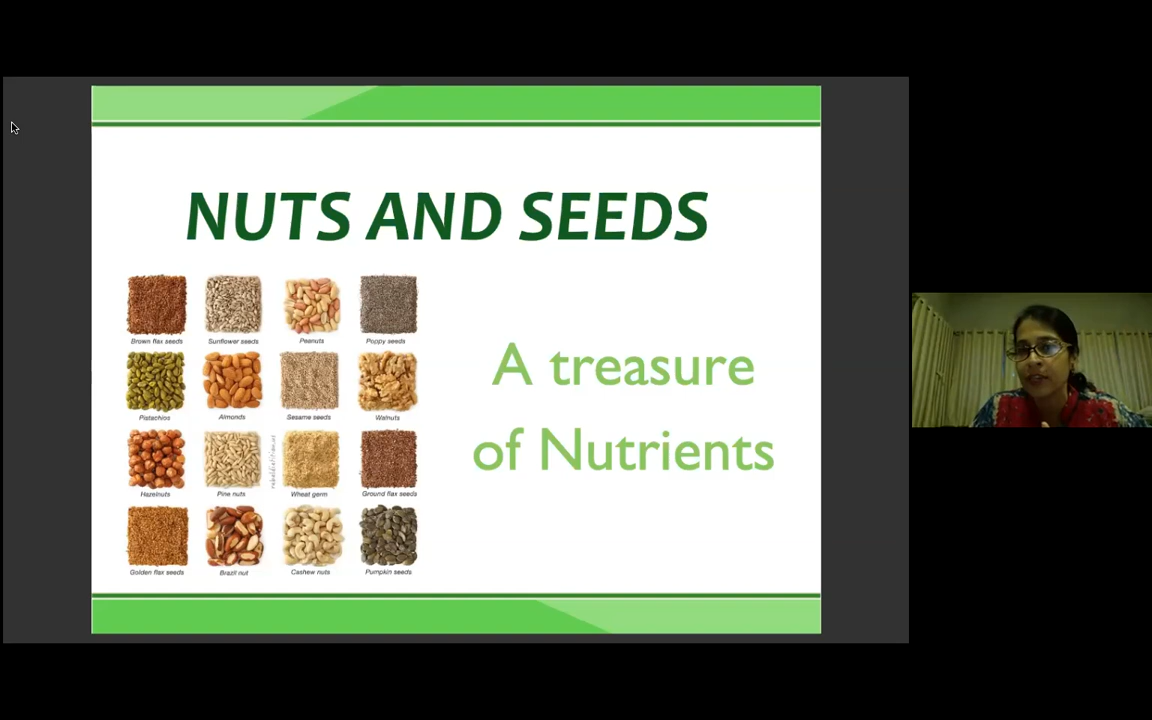 NUTS AND SEEDS
Brown flax seeds Sunflower seeds Peanuts Poppy seeds
Pistachios Almonds Sesame seeds Walnuts
Hazelnuts Pine nuts Wheat germ Ground flax seeds
Golden flax seeds Brazil nut Cashew nuts Pumpkin seeds
A treasure
of Nutrients